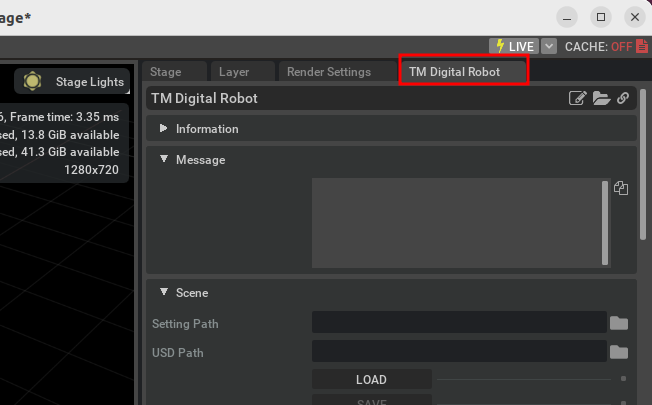 age*
LIVE
CACHE: OFF
Stage Lights
Stage
Layer
Render Settings
TM Digital Robot
TM Digital Robot
6, Frame time: 3.35 ms
sed, 13.8 GiB available
sed, 41.3 GiB available
1280x720
Information
Message
Scene
Setting Path
USD Path
LOAD
SAVE